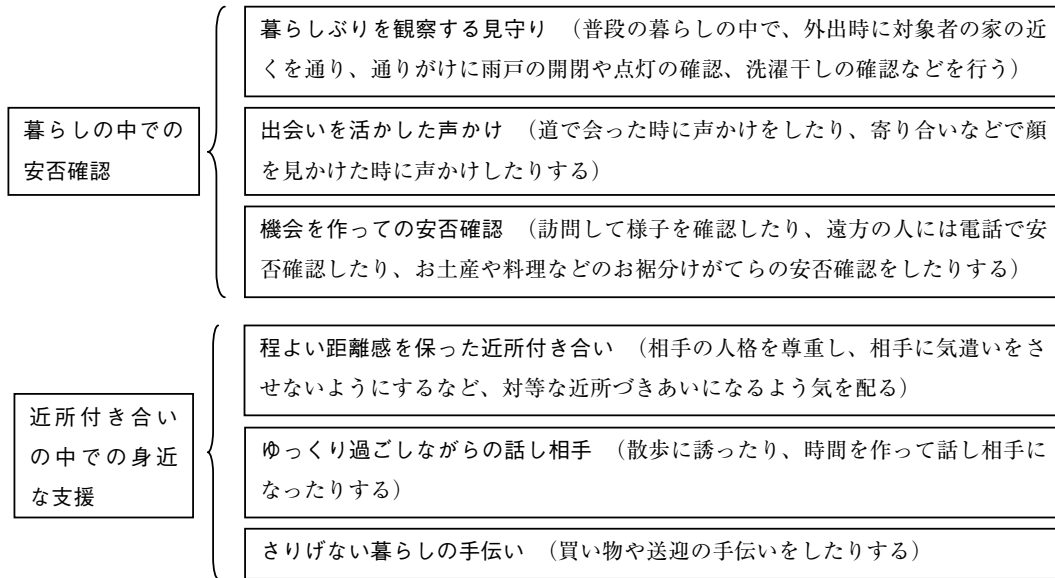 暮らしの中での
安否確認
暮らしぶりを観察する見守り　（普段の暮らしの中で、外出時に対象者の家の近
くを通り、通りがけに雨戸の開閉や点灯の確認、洗濯干しの確認などを行う）
出会いを活かした声かけ　（道で会った時に声かけをしたり、寄り合いなどで顔
を見かけた時に声かけしたりする）
機会を作っての安否確認　（訪問して様子を確認したり、遠方の人には電話で安
否確認したり、お土産や料理などのお裾分けがてらの安否確認をしたりする）
近所付き合い
の中での身近
な支援
程よい距離感を保った近所付き合い　（相手の人格を尊重し、相手に気遣いをさ
せないようにするなど、対等な近所づきあいになるよう気を配る）
ゆっくり過ごしながらの話し相手　（散歩に誘ったり、時間を作って話し相手に
なったりする）
さりげない暮らしの手伝い　（買い物や送迎の手伝いをしたりする）